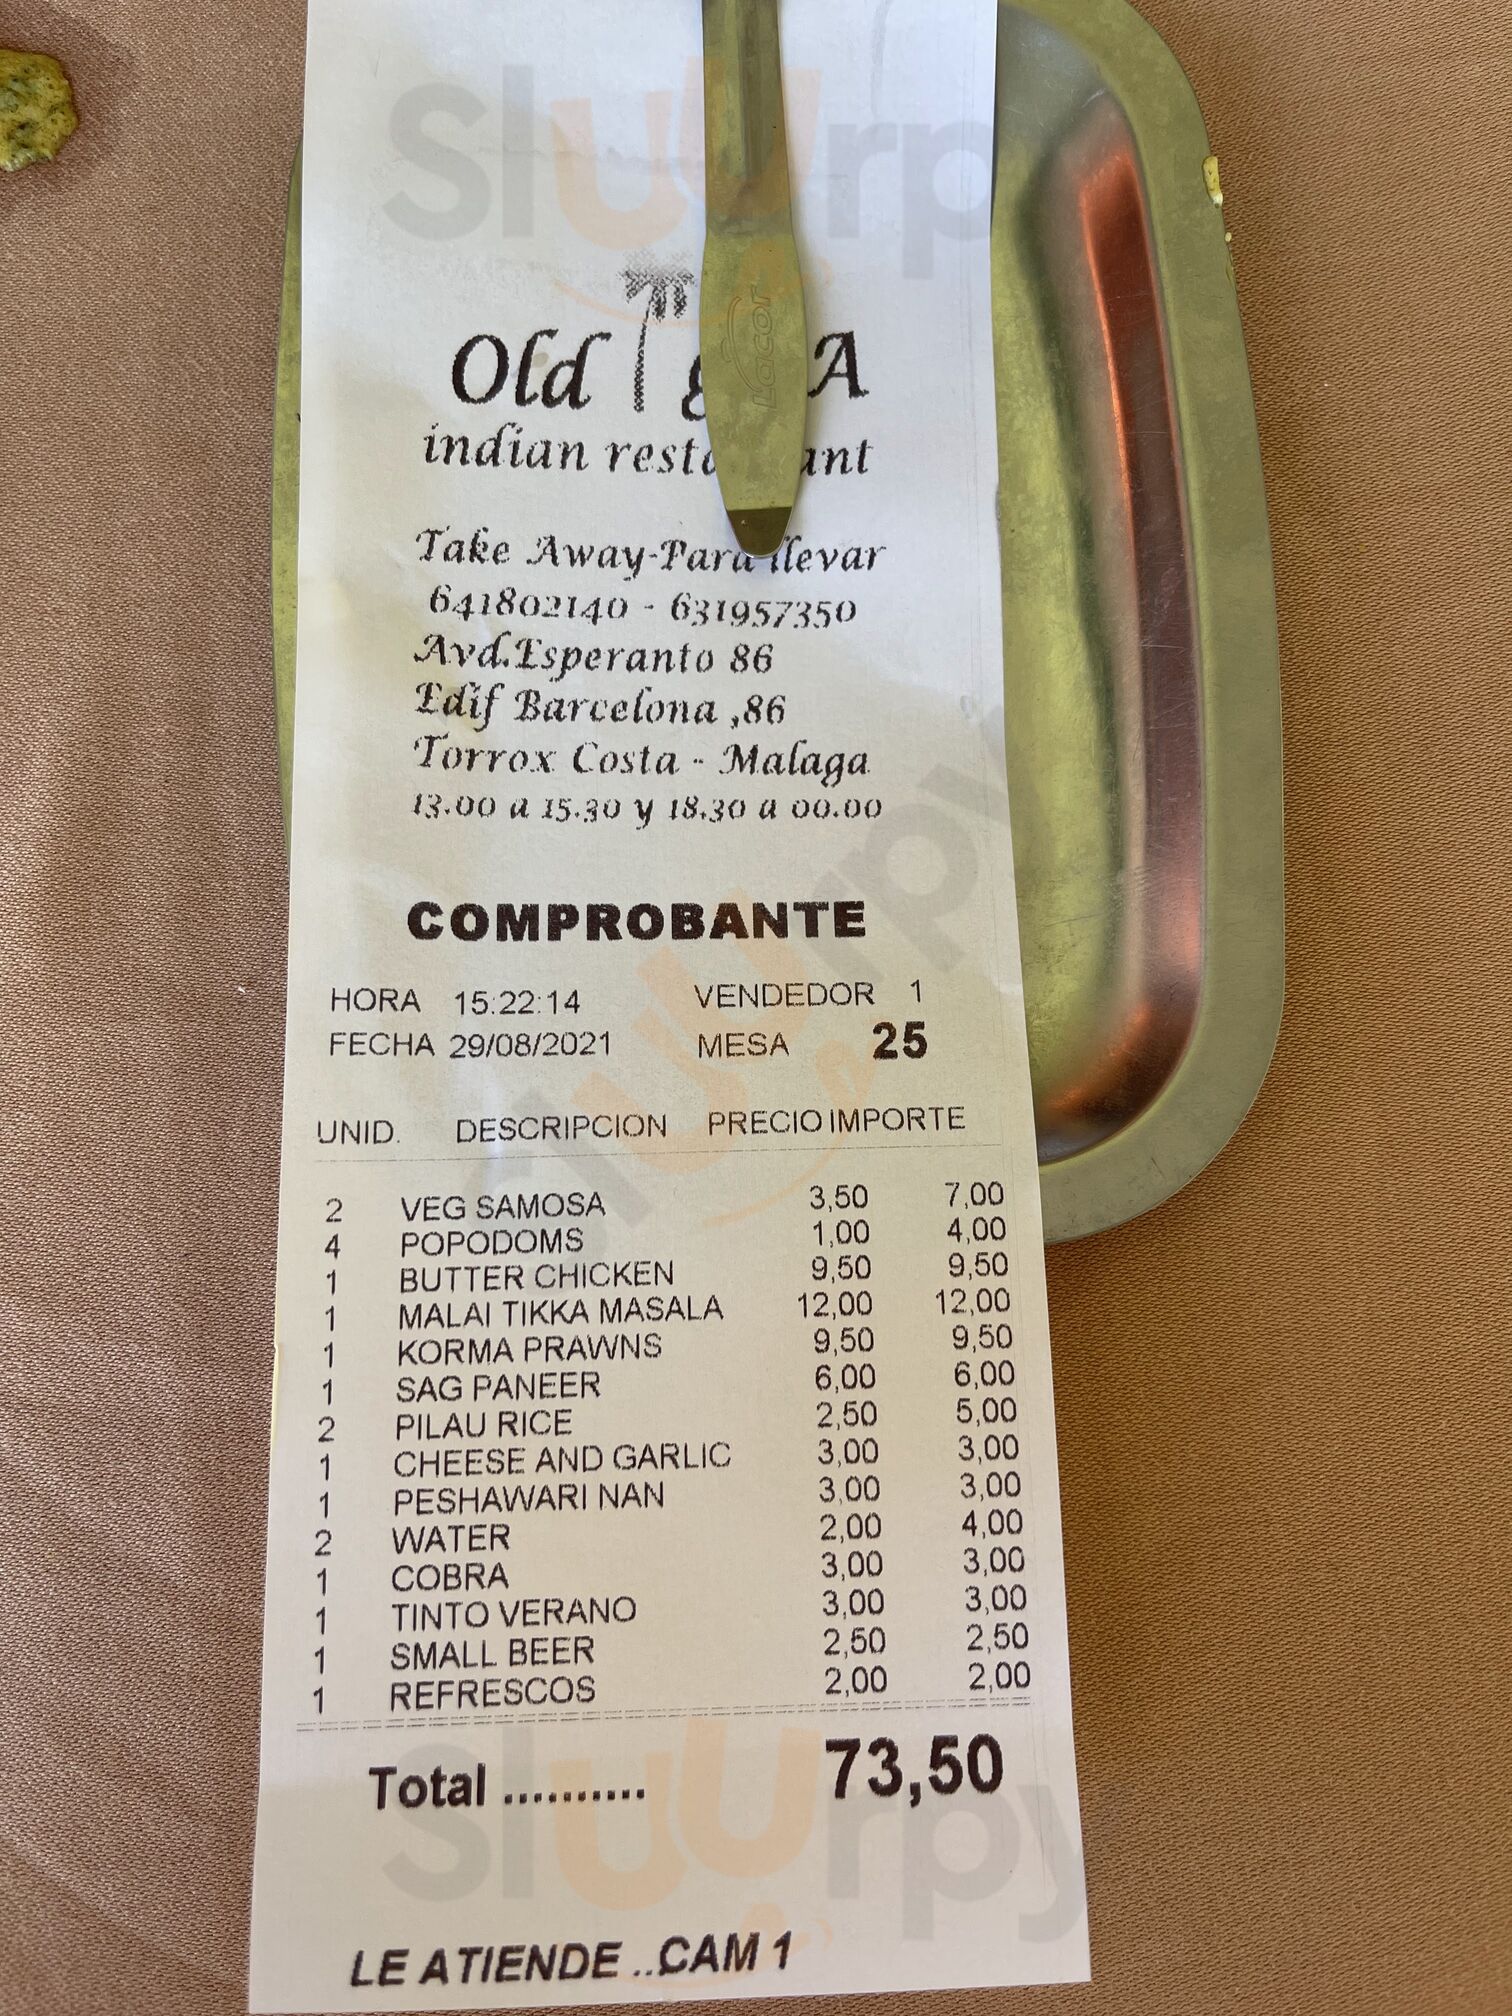 Sluurpy
Old A
indian
Lacor
Take Away-Para llevar
641802140 - 631957350
Avd.Esperanto 86
Edif Barcelona ,86
Torrox Costa - Malaga
13.00 a 15.30 y 18.30 a 00.00
Sluurpy
COMPROBANTE
HORA 15:22:14 VENDEDOR 1
FECHA 29/08/2021 MESA 25
UNID. DESCRIPCION PRECIO IMPORTE
2 VEG SAMOSA 3,50 7,00
4 POPODOMS 1,00 4,00
1 BUTTER CHICKEN 9,50 9,50
1 MALAI TIKKA MASALA 12,00 12,00
1 KORMA PRAWNS 9,50 9,50
1 SAG PANEER 6,00 6,00
2 PILAU RICE 2,50 5,00
1 CHEESE AND GARLIC 3,00 3,00
1 PESHAWARI NAN 3,00 3,00
2 WATER 2,00 4,00
1 COBRA 3,00 3,00
1 TINTO VERANO 3,00 3,00
1 SMALL BEER 2,50 2,50
1 REFRESCOS 2,00 2,00
Total .......... 73,50
Sluurpy
LE ATIENDE ..CAM 1